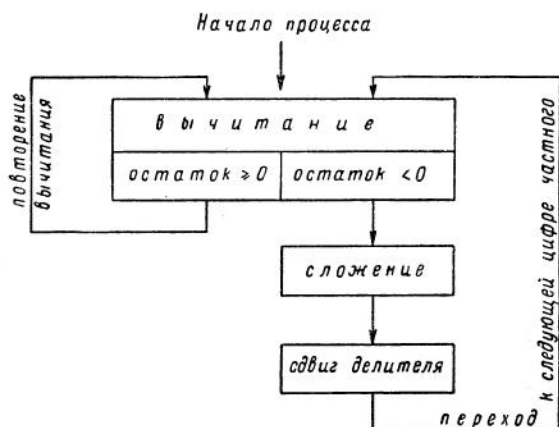 Начало процесса
повторение
вычитания
вычитание
остаток ≥ 0
остаток < 0
сложение
сдвиг делителя
переход
к следующей цифре частного